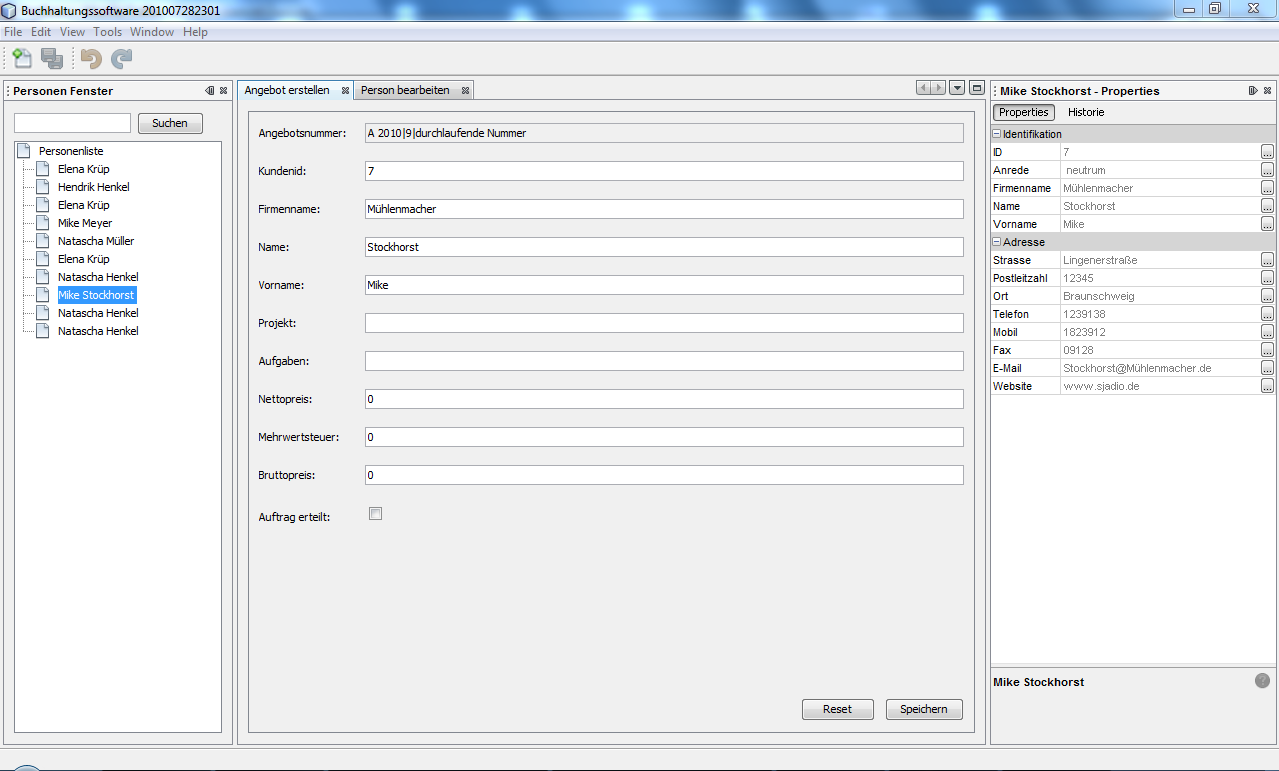 Buchhaltungssoftware 201007282301
File Edit View Tools Window Help
Personen Fenster
Suchen
Personenliste
Elena Krüp
Hendrik Henkel
Elena Krüp
Mike Meyer
Natascha Müller
Elena Krüp
Natascha Henkel
Mike Stockhorst
Natascha Henkel
Natascha Henkel
Angebot erstellen Person bearbeiten
Angebotsnummer: A 2010|9|durchlaufende Nummer
Kundenid: 7
Firmenname: Mühlenmacher
Name: Stockhorst
Vorname: Mike
Projekt:
Aufgaben:
Nettopreis: 0
Mehrwertsteuer: 0
Bruttopreis: 0
Auftrag erteilt:
Reset Speichern
Mike Stockhorst - Properties
Properties Historie
Identifikation
ID 7 ...
Anrede neutrum ...
Firmenname Mühlenmacher ...
Name Stockhorst ...
Vorname Mike ...
Adresse
Strasse Lingenerstraße ...
Postleitzahl 12345 ...
Ort Braunschweig ...
Telefon 1239138 ...
Mobil 1823912 ...
Fax 09128 ...
E-Mail Stockhorst@Mühlenmacher.de ...
Website www.sjadio.de ...
Mike Stockhorst ?